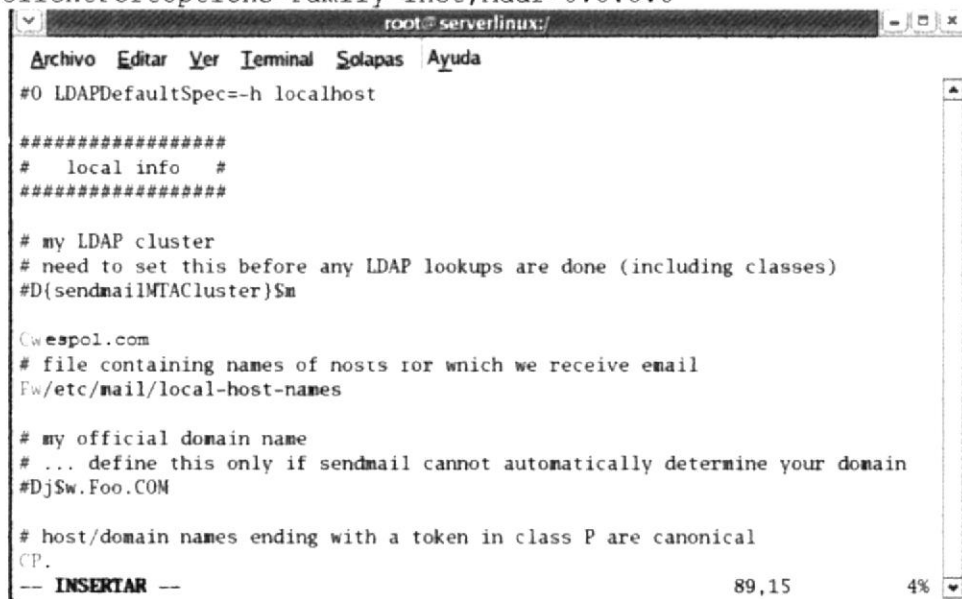 root@serverlinux:/
Archivo Editar Ver Terminal Solapas Ayuda
#O LDAPDefaultSpec=-h localhost
##################
# local info #
##################
# my LDAP cluster
# need to set this before any LDAP lookups are done (including classes)
#D{sendmailMTACluster}$m
Cwespol.com
# file containing names of hosts for which we receive email
Fw/etc/mail/local-host-names
# my official domain name
# ... define this only if sendmail cannot automatically determine your domain
#Dj$w.Foo.COM
# host/domain names ending with a token in class P are canonical
CP.
-- INSERTAR -- 89,15 4%